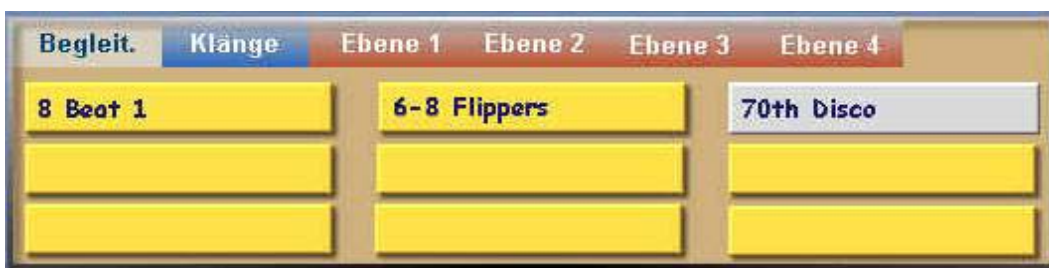 Begleit. Klänge Ebene 1 Ebene 2 Ebene 3 Ebene 4
8 Beat 1 6-8 Flippers 70th Disco